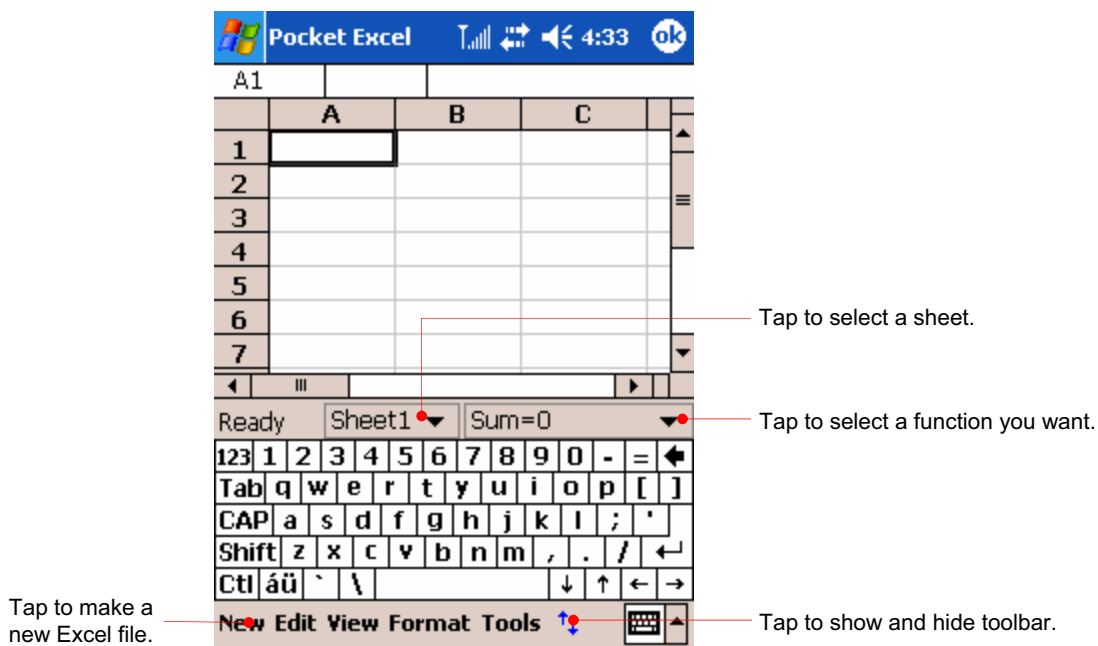 Pocket Excel 4:33 ok
A1
A B C
1
2
3
4
5
6
7
Tap to select a sheet.
Ready Sheet1 Sum=0
Tap to select a function you want.
123 1 2 3 4 5 6 7 8 9 0 - =
Tab q w e r t y u i o p [ ]
CAP a s d f g h j k l ; '
Shift z x c v b n m , . /
Ctl áü ` \
Tap to make a
new Excel file.
New Edit View Format Tools
Tap to show and hide toolbar.